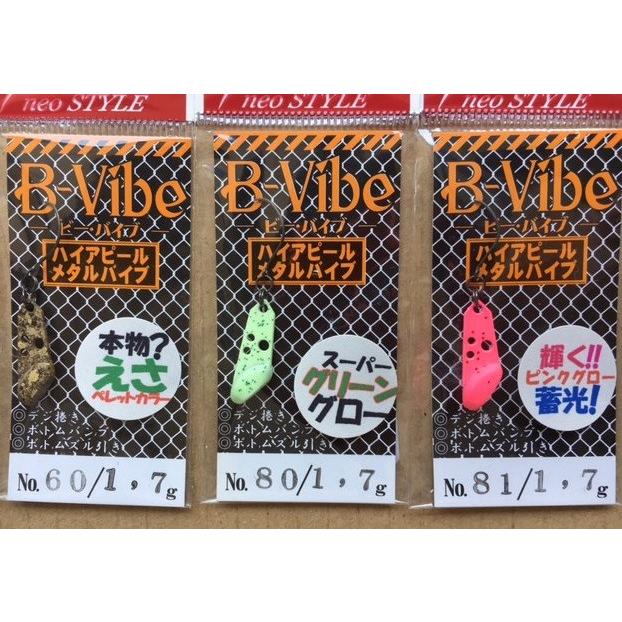 neo STYLE
B-Vibe
ビー・バイブ
ハイアピール
メタルバイブ
本物?
えさ
ペレットカラー
◎デジ巻き
◎ボトムバンプ
◎ボトムズル引き
No. 60/1,7g
neo STYLE
B-Vibe
ビー・バイブ
ハイアピール
メタルバイブ
スーパー
グリーン
グロー
◎デジ巻き
◎ボトムバンプ
◎ボトムズル引き
No. 80/1,7g
neo STYLE
B-Vibe
ビー・バイブ
ハイアピール
メタルバイブ
輝く!!
ピンクグロー
蓄光!
◎デジ巻き
◎ボトムバンプ
◎ボトムズル引き
No. 81/1,7g